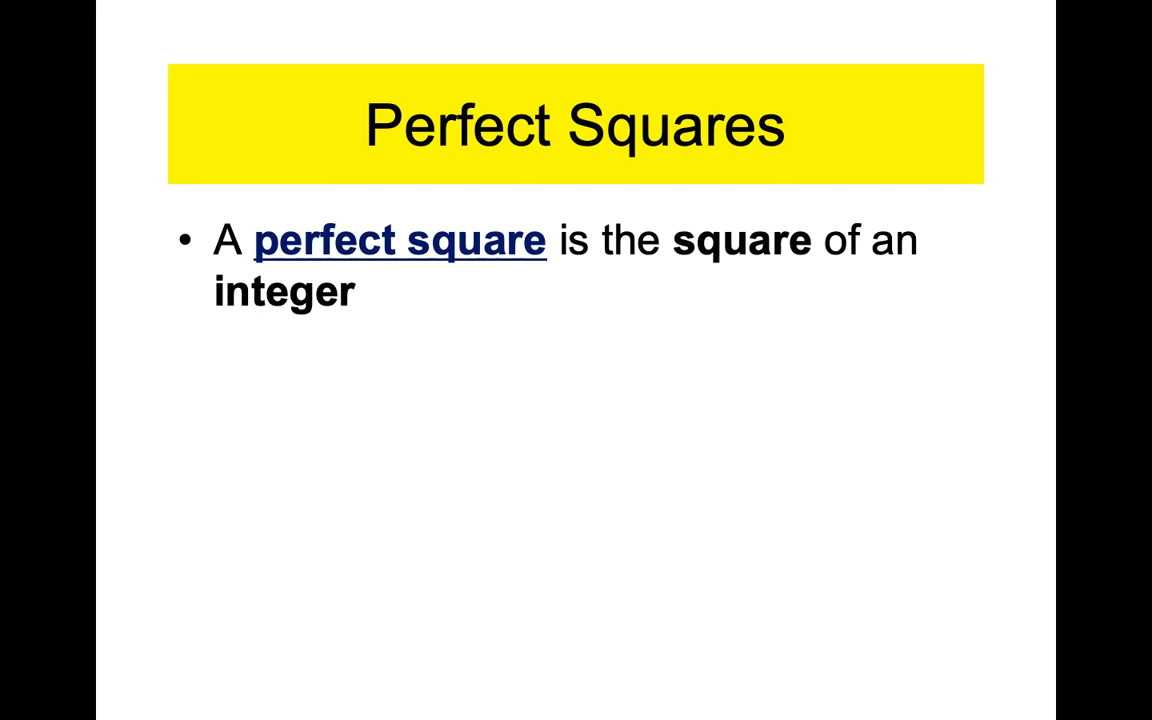 Perfect Squares
• A perfect square is the square of an
integer